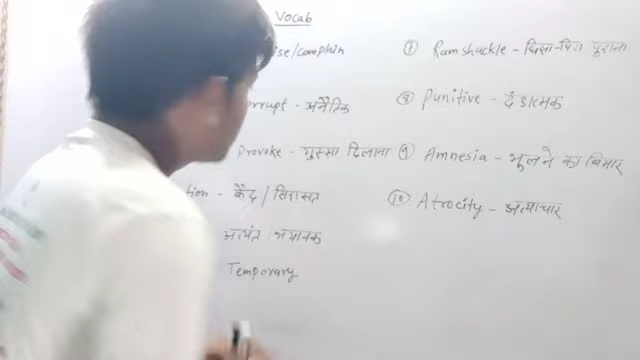 Vocab
ise/complain
rrupt - अनैतिक
Provoke - गुस्सा दिलाना
tion - कैद / हिरासत
अत्यंत भयानक
Temporary
⑦ Ramshackle - घिसा-पिटा पुराना
⑧ Punitive - दंडात्मक
⑨ Amnesia - भूलने का बिमार
⑩ Atrocity - अत्याचार